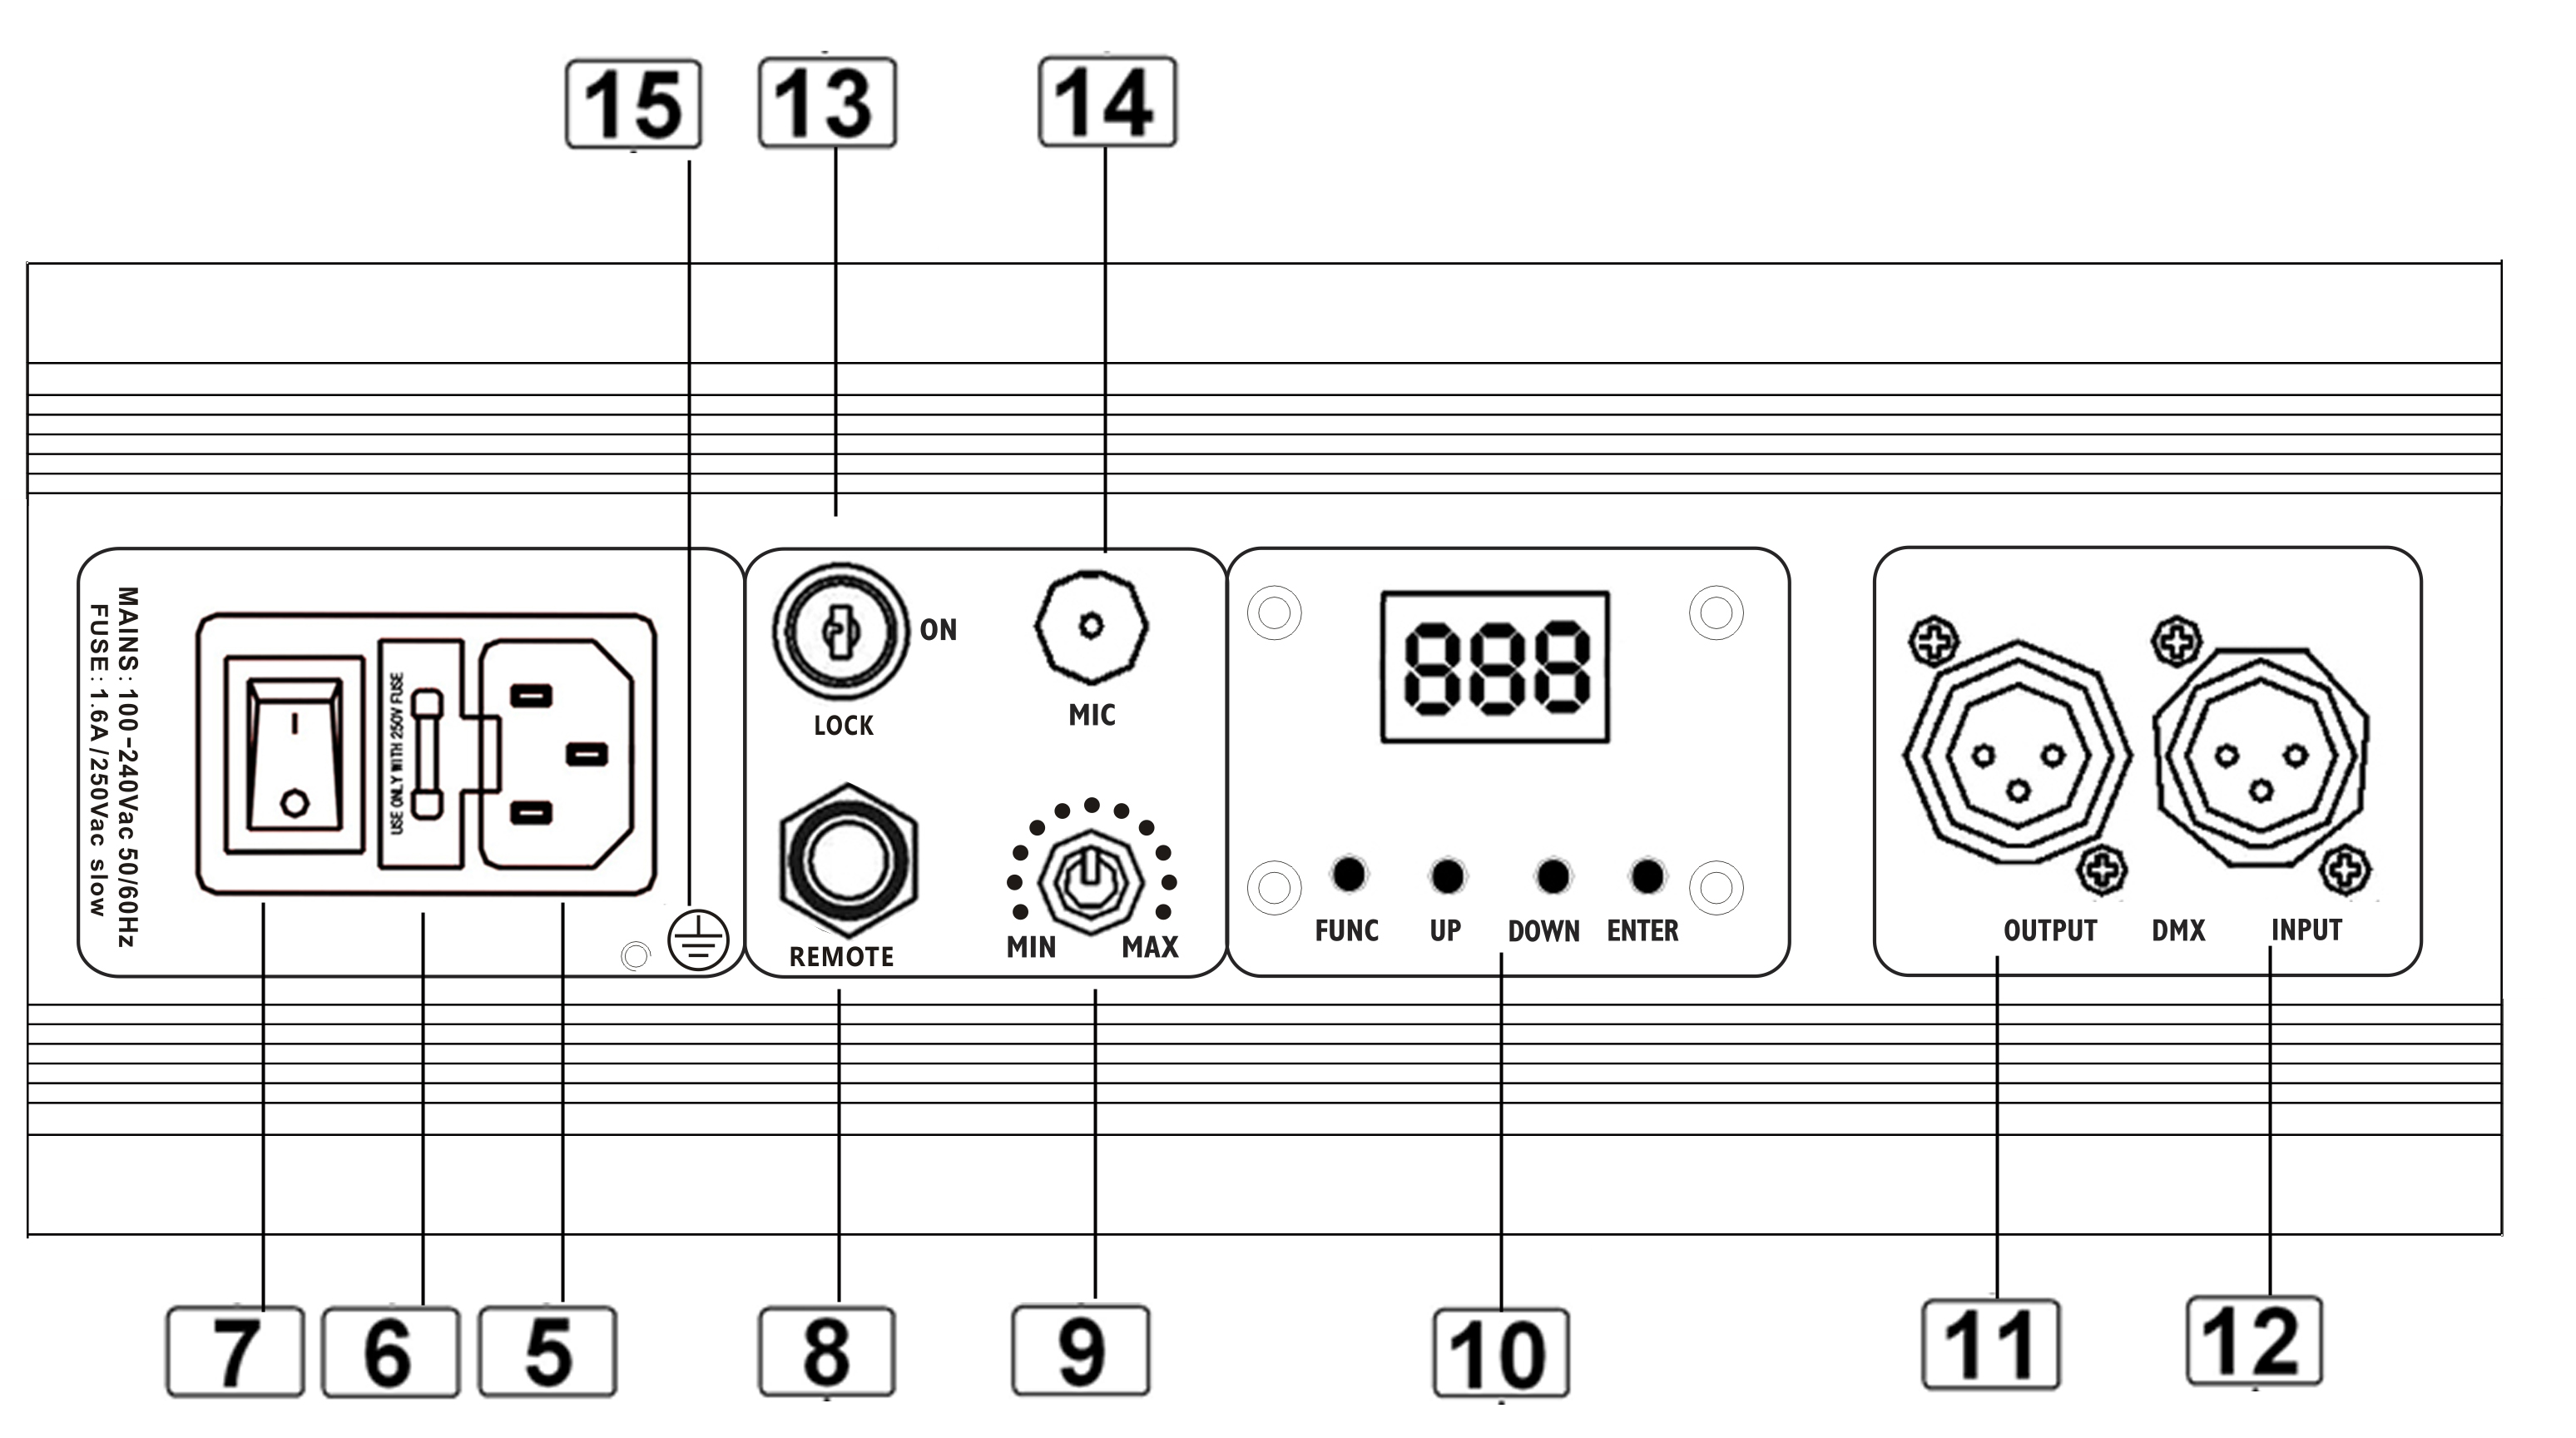 15 13 14
MAINS: 100-240Vac 50/60Hz
FUSE: 1.6A/250Vac slow
USE ONLY WITH 250V FUSE
ON
LOCK
MIC
REMOTE
MIN MAX
888
FUNC UP DOWN ENTER
OUTPUT DMX INPUT
7 6 5 8 9 10 11 12